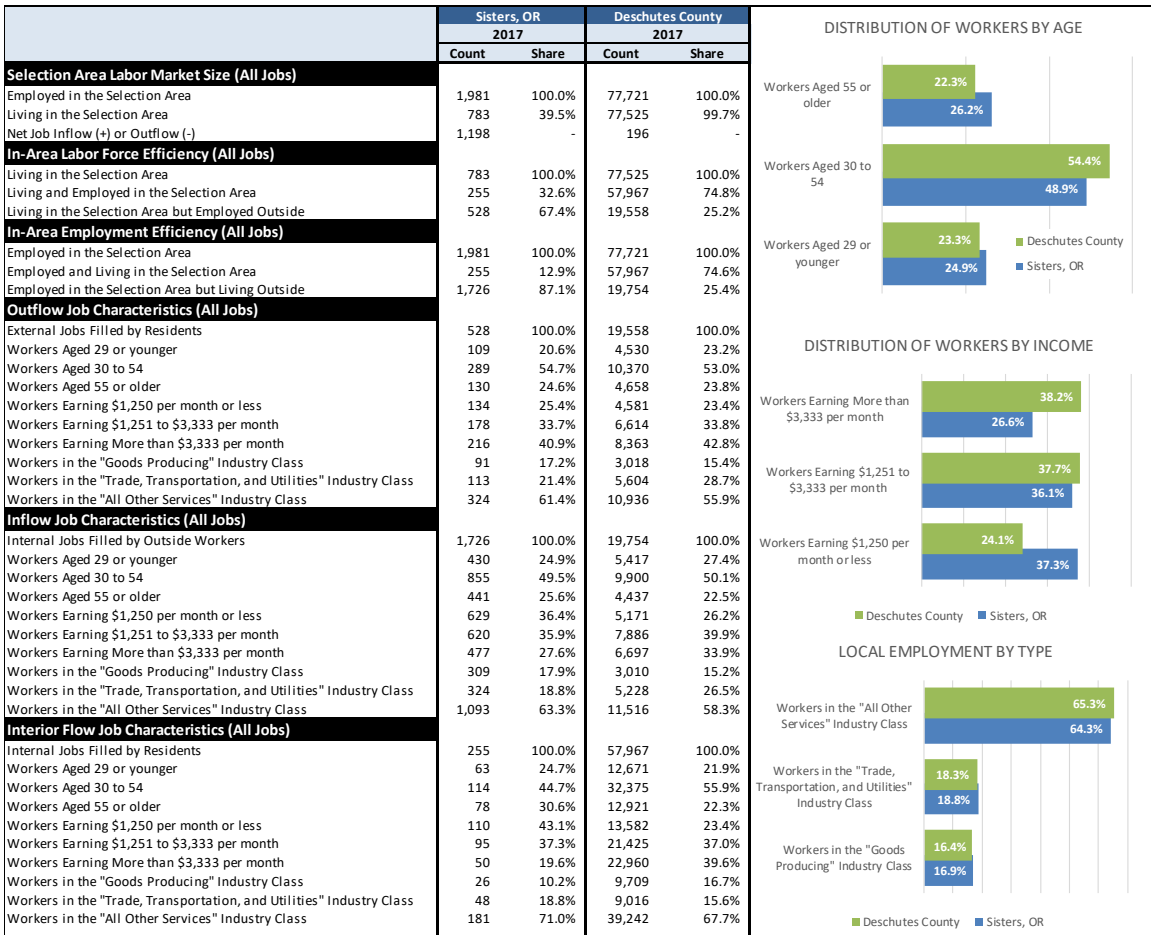 Sisters, OR Deschutes County
2017 2017
Count Share Count Share
Selection Area Labor Market Size (All Jobs)
Employed in the Selection Area 1,981 100.0% 77,721 100.0%
Living in the Selection Area 783 39.5% 77,525 99.7%
Net Job Inflow (+) or Outflow (-) 1,198 - 196 -
In-Area Labor Force Efficiency (All Jobs)
Living in the Selection Area 783 100.0% 77,525 100.0%
Living and Employed in the Selection Area 255 32.6% 57,967 74.8%
Living in the Selection Area but Employed Outside 528 67.4% 19,558 25.2%
In-Area Employment Efficiency (All Jobs)
Employed in the Selection Area 1,981 100.0% 77,721 100.0%
Employed and Living in the Selection Area 255 12.9% 57,967 74.6%
Employed in the Selection Area but Living Outside 1,726 87.1% 19,754 25.4%
Outflow Job Characteristics (All Jobs)
External Jobs Filled by Residents 528 100.0% 19,558 100.0%
Workers Aged 29 or younger 109 20.6% 4,530 23.2%
Workers Aged 30 to 54 289 54.7% 10,370 53.0%
Workers Aged 55 or older 130 24.6% 4,658 23.8%
Workers Earning $1,250 per month or less 134 25.4% 4,581 23.4%
Workers Earning $1,251 to $3,333 per month 178 33.7% 6,614 33.8%
Workers Earning More than $3,333 per month 216 40.9% 8,363 42.8%
Workers in the "Goods Producing" Industry Class 91 17.2% 3,018 15.4%
Workers in the "Trade, Transportation, and Utilities" Industry Class 113 21.4% 5,604 28.7%
Workers in the "All Other Services" Industry Class 324 61.4% 10,936 55.9%
Inflow Job Characteristics (All Jobs)
Internal Jobs Filled by Outside Workers 1,726 100.0% 19,754 100.0%
Workers Aged 29 or younger 430 24.9% 5,417 27.4%
Workers Aged 30 to 54 855 49.5% 9,900 50.1%
Workers Aged 55 or older 441 25.6% 4,437 22.5%
Workers Earning $1,250 per month or less 629 36.4% 5,171 26.2%
Workers Earning $1,251 to $3,333 per month 620 35.9% 7,886 39.9%
Workers Earning More than $3,333 per month 477 27.6% 6,697 33.9%
Workers in the "Goods Producing" Industry Class 309 17.9% 3,010 15.2%
Workers in the "Trade, Transportation, and Utilities" Industry Class 324 18.8% 5,228 26.5%
Workers in the "All Other Services" Industry Class 1,093 63.3% 11,516 58.3%
Interior Flow Job Characteristics (All Jobs)
Internal Jobs Filled by Residents 255 100.0% 57,967 100.0%
Workers Aged 29 or younger 63 24.7% 12,671 21.9%
Workers Aged 30 to 54 114 44.7% 32,375 55.9%
Workers Aged 55 or older 78 30.6% 12,921 22.3%
Workers Earning $1,250 per month or less 110 43.1% 13,582 23.4%
Workers Earning $1,251 to $3,333 per month 95 37.3% 21,425 37.0%
Workers Earning More than $3,333 per month 50 19.6% 22,960 39.6%
Workers in the "Goods Producing" Industry Class 26 10.2% 9,709 16.7%
Workers in the "Trade, Transportation, and Utilities" Industry Class 48 18.8% 9,016 15.6%
Workers in the "All Other Services" Industry Class 181 71.0% 39,242 67.7%
DISTRIBUTION OF WORKERS BY AGE
Workers Aged 55 or
older
22.3%
26.2%
Workers Aged 30 to
54
54.4%
48.9%
Workers Aged 29 or
younger
23.3%
24.9%
Deschutes County
Sisters, OR
DISTRIBUTION OF WORKERS BY INCOME
Workers Earning More than
$3,333 per month
38.2%
26.6%
Workers Earning $1,251 to
$3,333 per month
37.7%
36.1%
Workers Earning $1,250 per
month or less
24.1%
37.3%
Deschutes County Sisters, OR
LOCAL EMPLOYMENT BY TYPE
Workers in the "All Other
Services" Industry Class
65.3%
64.3%
Workers in the "Trade,
Transportation, and Utilities"
Industry Class
18.3%
18.8%
Workers in the "Goods
Producing" Industry Class
16.4%
16.9%
Deschutes County Sisters, OR